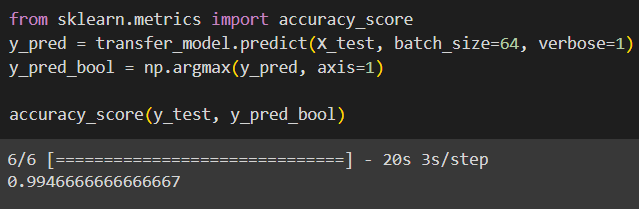 from sklearn.metrics import accuracy_score
y_pred = transfer_model.predict(X_test, batch_size=64, verbose=1)
y_pred_bool = np.argmax(y_pred, axis=1)
accuracy_score(y_test, y_pred_bool)
6/6 [==============================] - 20s 3s/step
0.9946666666666667